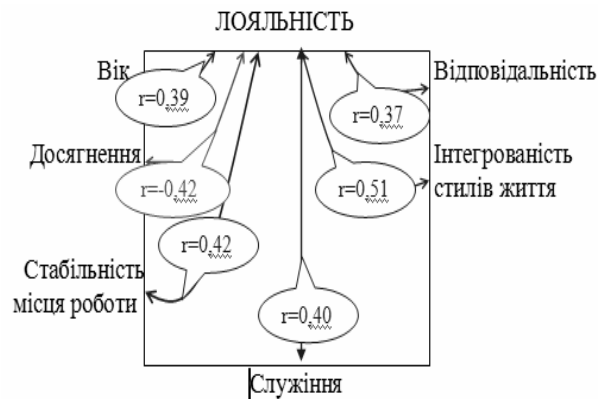 ЛОЯЛЬНІСТЬ
Вік
Відповідальність
r=0,39
r=0,37
Досягнення
Інтегрованість
стилів життя
r=-0,42
r=0,51
r=0,42
Стабільність
місця роботи
r=0,40
Служіння